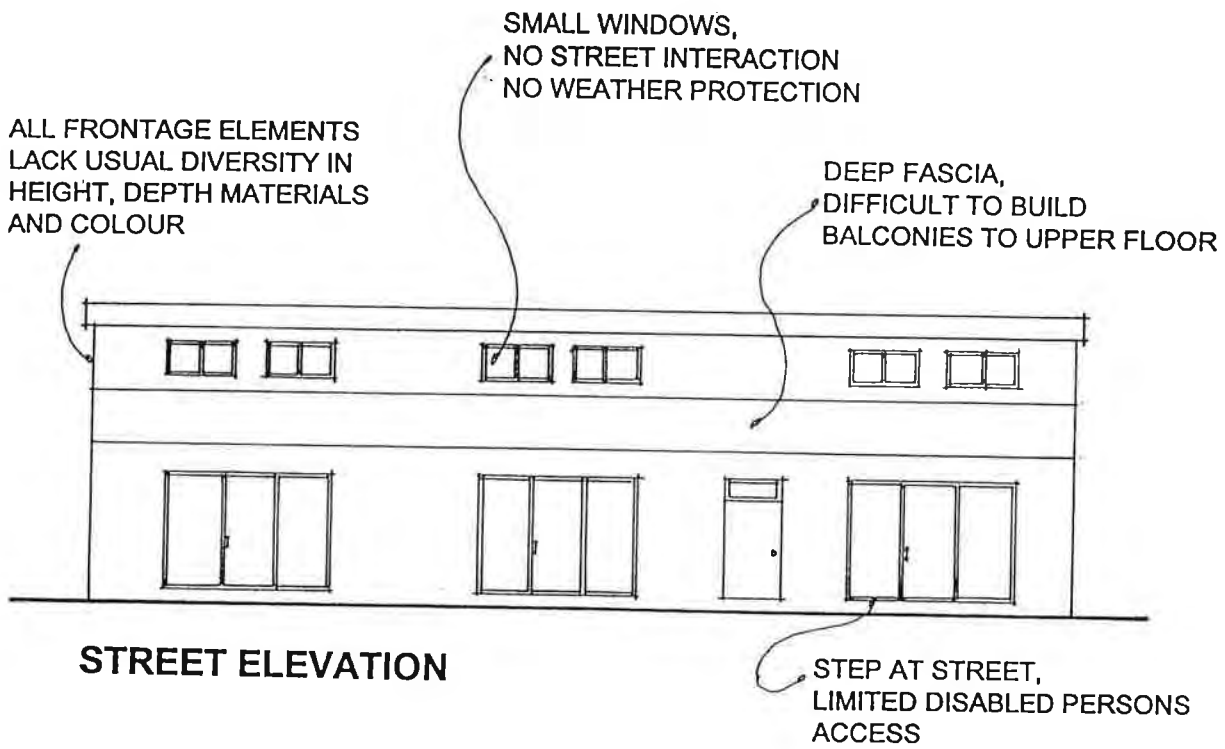 SMALL WINDOWS,
NO STREET INTERACTION
NO WEATHER PROTECTION
ALL FRONTAGE ELEMENTS
LACK USUAL DIVERSITY IN
HEIGHT, DEPTH MATERIALS
AND COLOUR
DEEP FASCIA,
DIFFICULT TO BUILD
BALCONIES TO UPPER FLOOR
STREET ELEVATION
STEP AT STREET,
LIMITED DISABLED PERSONS
ACCESS